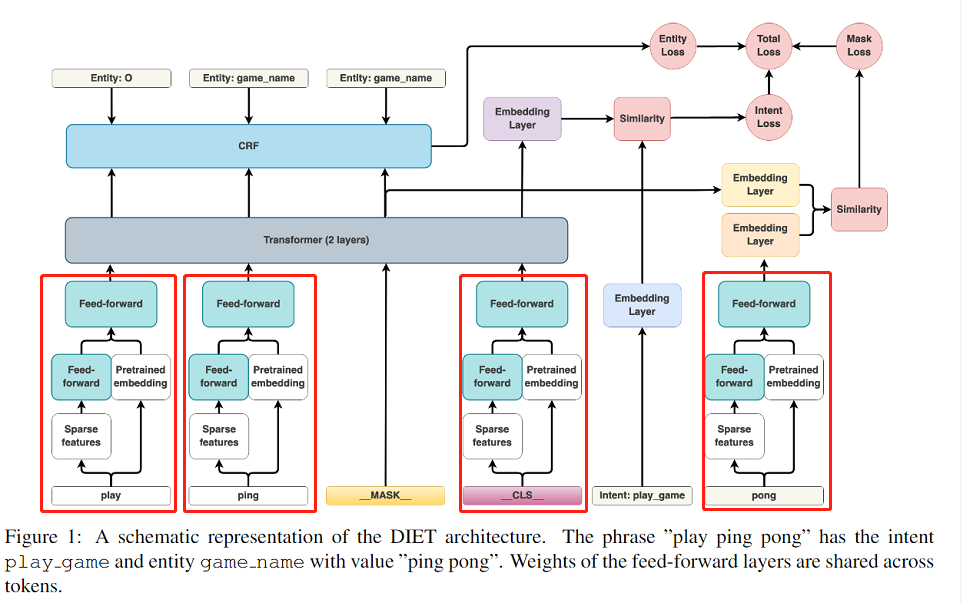 Entity Loss
Total Loss
Mask Loss
Entity: O
Entity: game_name
Entity: game_name
Embedding Layer
Similarity
Intent Loss
CRF
Embedding Layer
Embedding Layer
Similarity
Transformer (2 layers)
Feed-forward
Feed-forward
Feed-forward
Embedding Layer
Feed-forward
Feed-forward
Pretrained embedding
Feed-forward
Pretrained embedding
Feed-forward
Pretrained embedding
Feed-forward
Pretrained embedding
Sparse features
Sparse features
Sparse features
Sparse features
play
ping
__MASK__
__CLS__
Intent: play_game
pong
Figure 1: A schematic representation of the DIET architecture. The phrase ”play ping pong” has the intent
play_game and entity game_name with value ”ping pong”. Weights of the feed-forward layers are shared across
tokens.